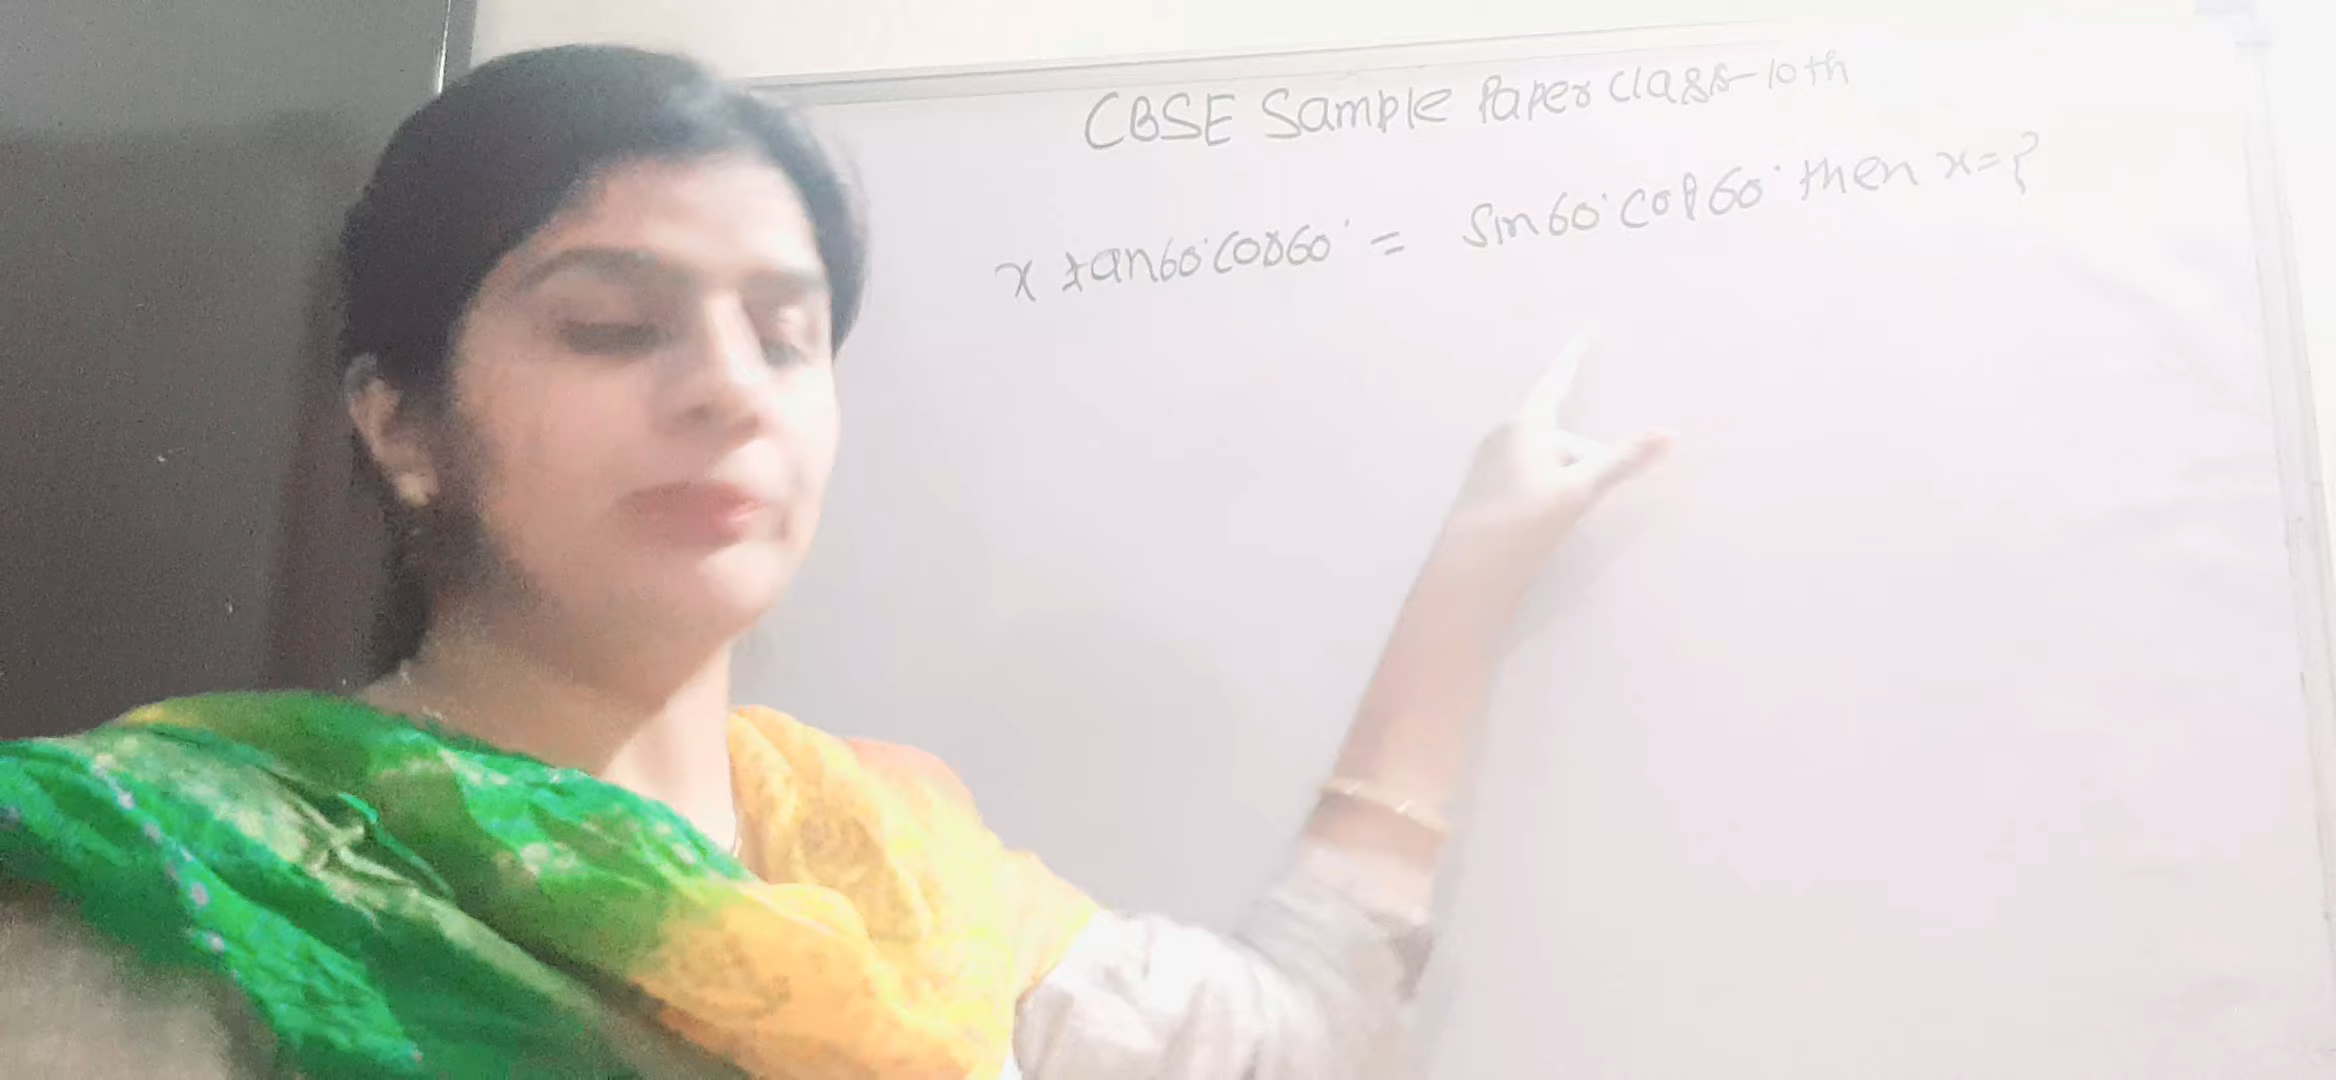 CBSE Sample Paper class-10th
x tan60° cos60° = sin60° cot60° then x=?